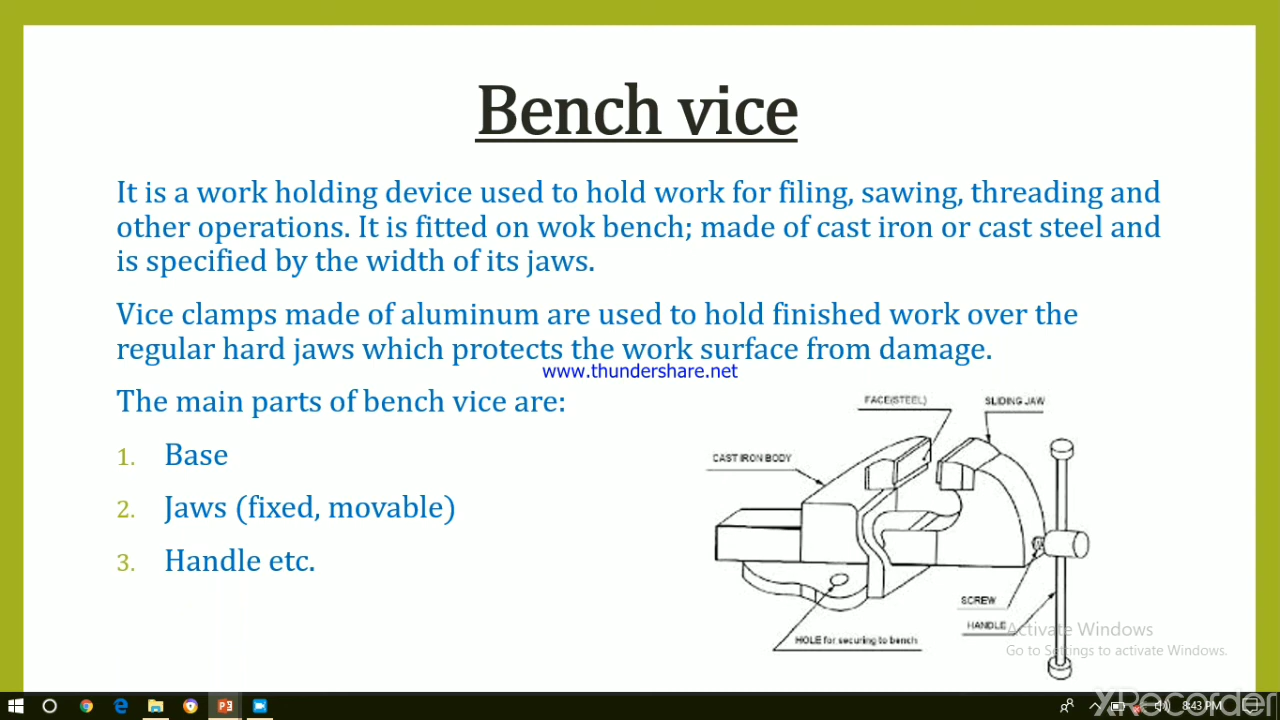 Bench vice
It is a work holding device used to hold work for filing, sawing, threading and
other operations. It is fitted on wok bench; made of cast iron or cast steel and
is specified by the width of its jaws.
Vice clamps made of aluminum are used to hold finished work over the
regular hard jaws which protects the work surface from damage.
www.thundershare.net
The main parts of bench vice are:
1. Base
2. Jaws (fixed, movable)
3. Handle etc.
FACE(STEEL)
SLIDING JAW
CAST IRON BODY
SCREW
HANDLE
HOLE for securing to bench
Activate Windows
Go to Settings to activate Windows.
XRecorder
8:43 PM